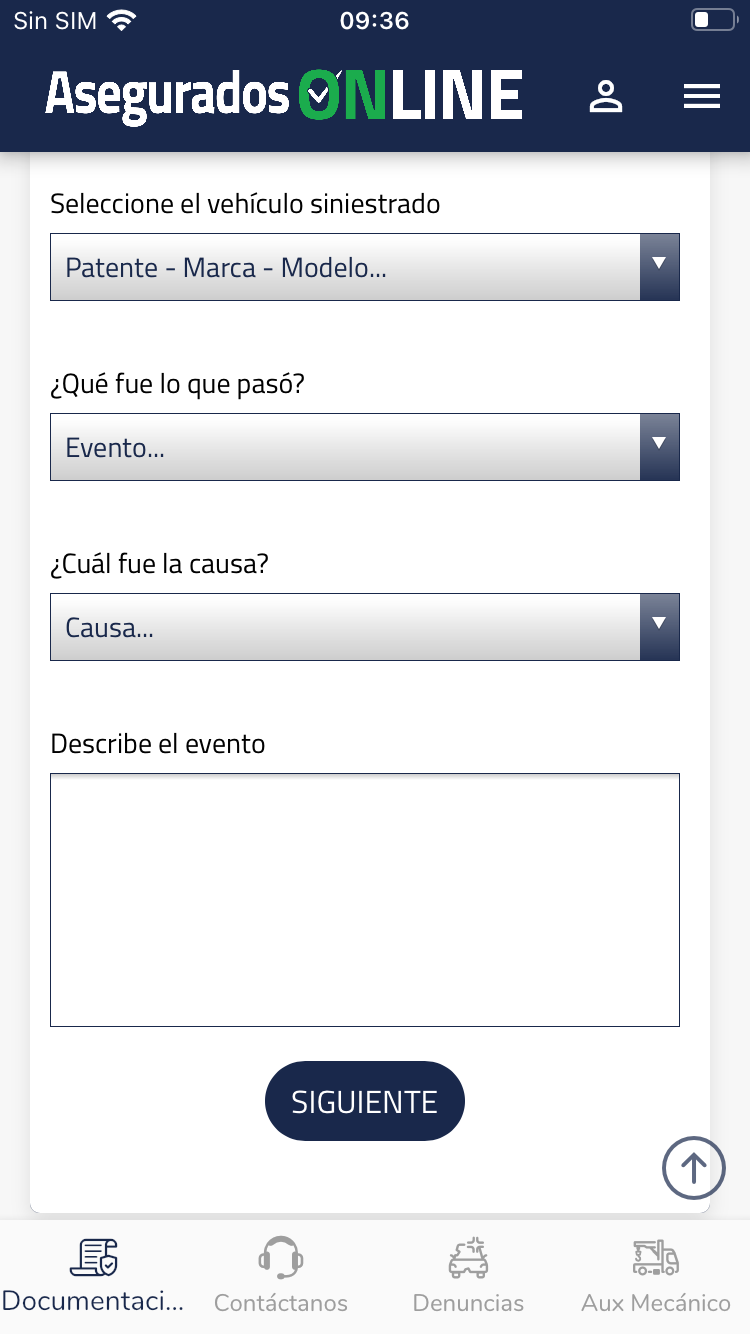 Sin SIM 09:36
Asegurados ONLINE
Seleccione el vehículo siniestrado
Patente - Marca - Modelo...
¿Qué fue lo que pasó?
Evento...
¿Cuál fue la causa?
Causa...
Describe el evento
SIGUIENTE
Documentaci... Contáctanos Denuncias Aux Mecánico